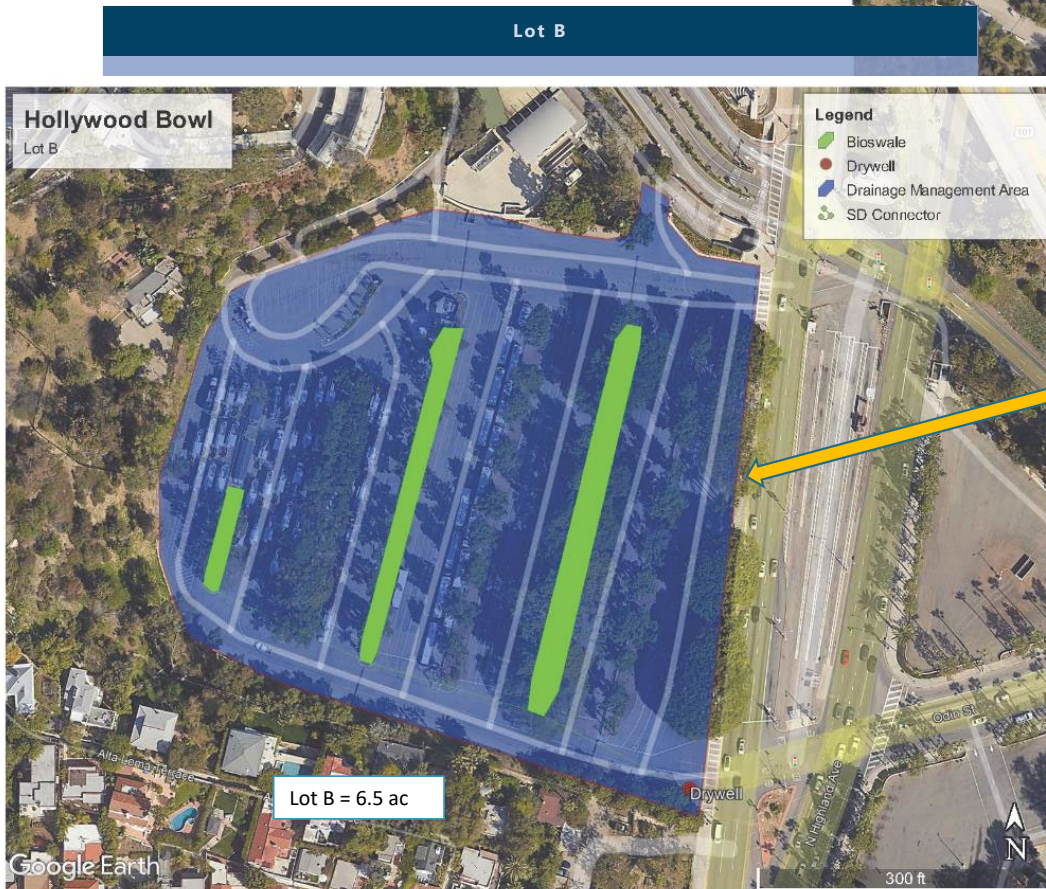 Lot B
Hollywood Bowl
Lot B
Legend
Bioswale
Drywell
Drainage Management Area
SD Connector
101
Odin St
Alta Loma Terrace
Lot B = 6.5 ac
Drywell
N Highland Ave
N
Google Earth
300 ft